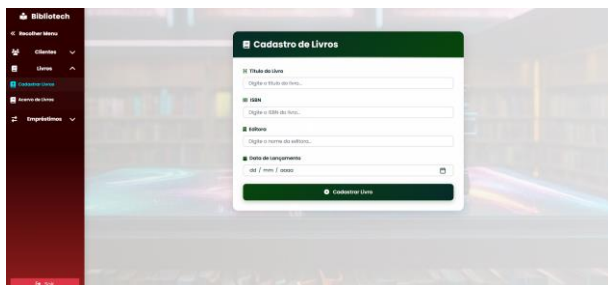 Bibliotech
Recolher Menu
Clientes
Livros
Cadastrar Livros
Acervo de Livros
Empréstimos
Sair
Cadastro de Livros
Título do Livro
Digite o título do livro...
ISBN
Digite o ISBN do livro...
Editora
Digite o nome da editora...
Data de Lançamento
dd / mm / aaaa
Cadastrar Livro